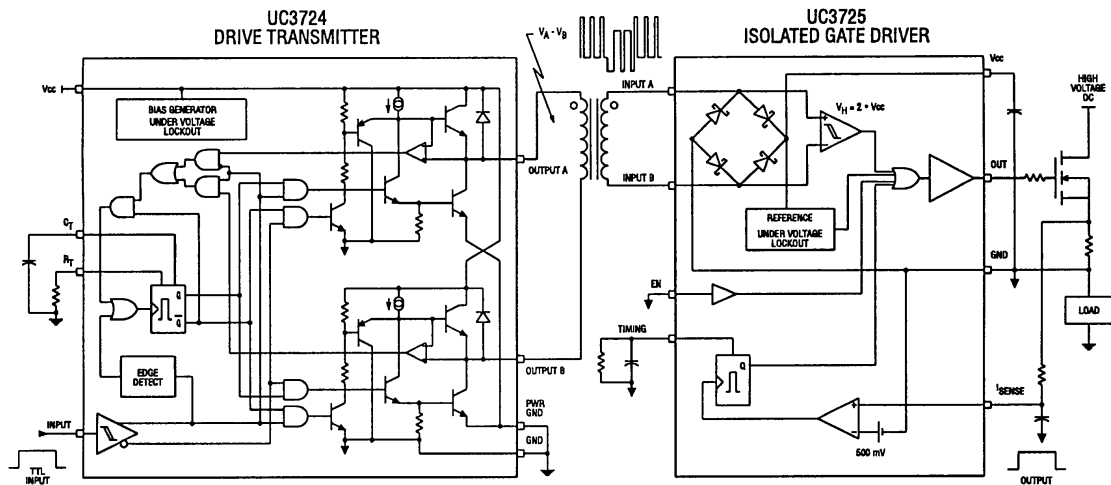 UC3724
DRIVE TRANSMITTER
Vcc
BIAS GENERATOR
UNDER VOLTAGE
LOCKOUT
CT
RT
Q
Q
EDGE
DETECT
INPUT
TTL
INPUT
OUTPUT A
OUTPUT B
PWR
GND
GND
VA - VB
UC3725
ISOLATED GATE DRIVER
INPUT A
INPUT B
VH = 2 * Vcc
REFERENCE
UNDER VOLTAGE
LOCKOUT
EN
TIMING
Q
500 mV
Vcc
HIGH
VOLTAGE
DC
OUT
GND
LOAD
ISENSE
OUTPUT